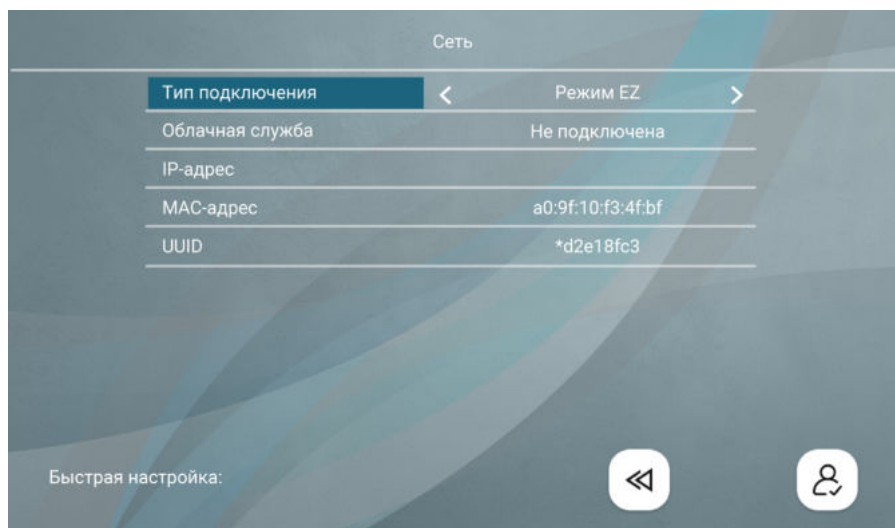 Сеть
Тип подключения Режим EZ
Облачная служба Не подключена
IP-адрес
MAC-адрес a0:9f:10:f3:4f:bf
UUID *d2e18fc3
Быстрая настройка: